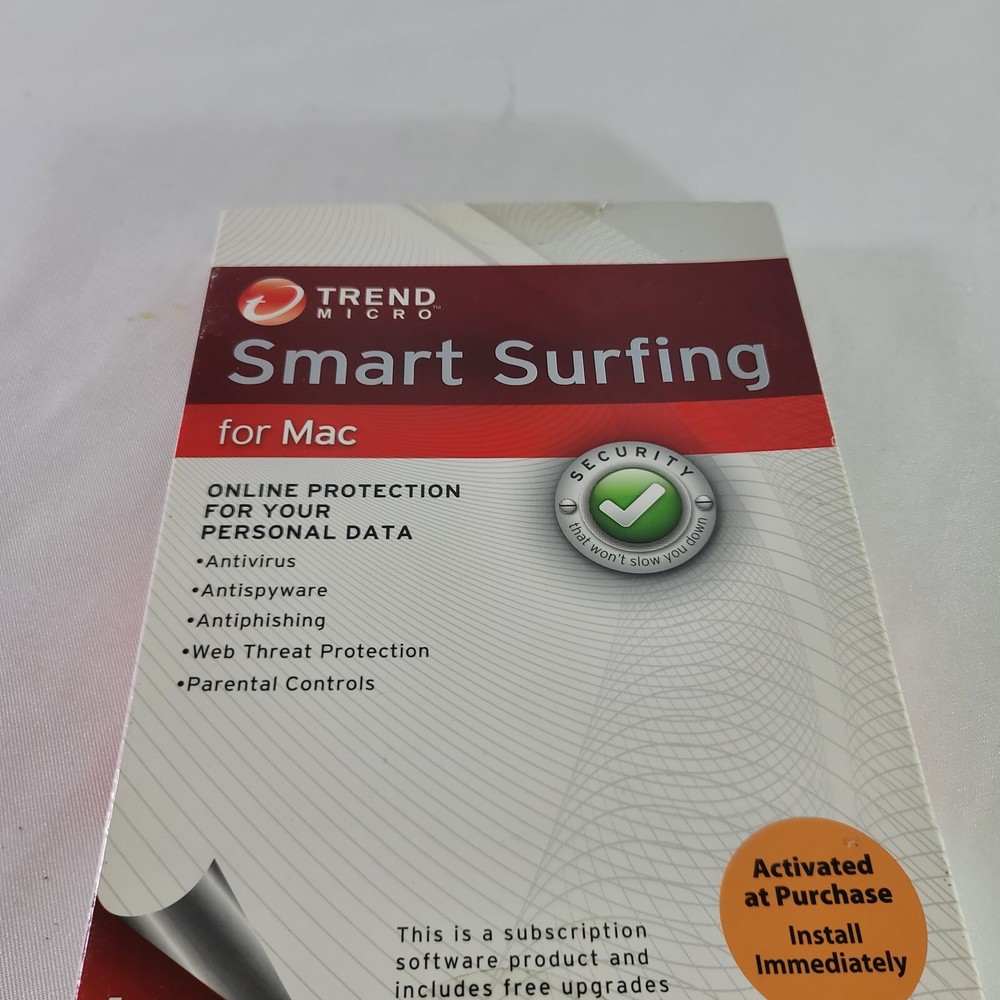 TREND
MICRO™
Smart Surfing
for Mac
SECURITY
that won't slow you down
ONLINE PROTECTION
FOR YOUR
PERSONAL DATA
•Antivirus
•Antispyware
•Antiphishing
•Web Threat Protection
•Parental Controls
This is a subscription
software product and
includes free upgrades
Activated
at Purchase
Install
Immediately